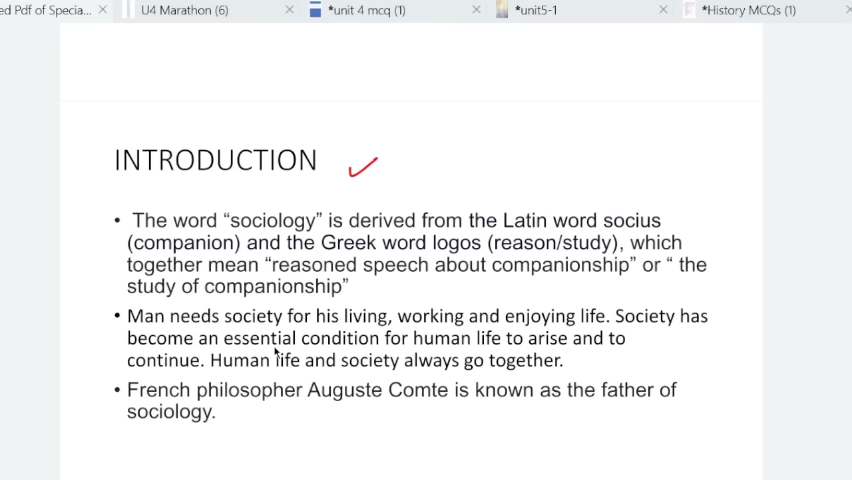 ed Pdf of Specia...
U4 Marathon (6)
*unit 4 mcq (1)
*unit5-1
*History MCQs (1)
INTRODUCTION
• The word “sociology” is derived from the Latin word socius
(companion) and the Greek word logos (reason/study), which
together mean “reasoned speech about companionship” or “ the
study of companionship”
• Man needs society for his living, working and enjoying life. Society has
become an essential condition for human life to arise and to
continue. Human life and society always go together.
• French philosopher Auguste Comte is known as the father of
sociology.